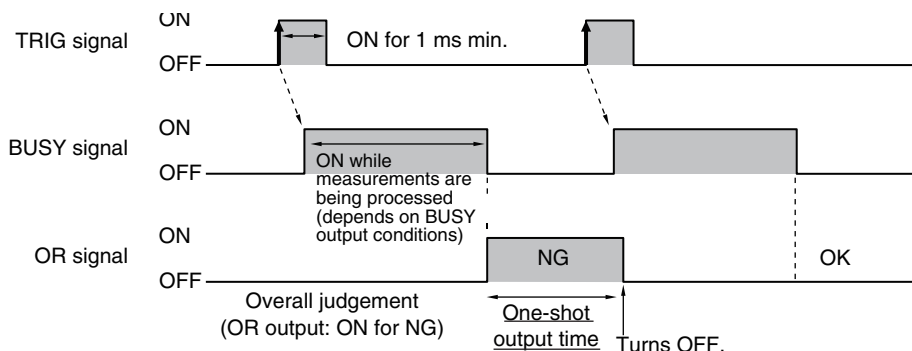 ON
TRIG signal
ON for 1 ms min.
OFF
ON
BUSY signal
OFF
ON while
measurements are
being processed
(depends on BUSY
output conditions)
ON
OR signal
NG
OK
OFF
Overall judgement
(OR output: ON for NG)
One-shot
output time
Turns OFF.